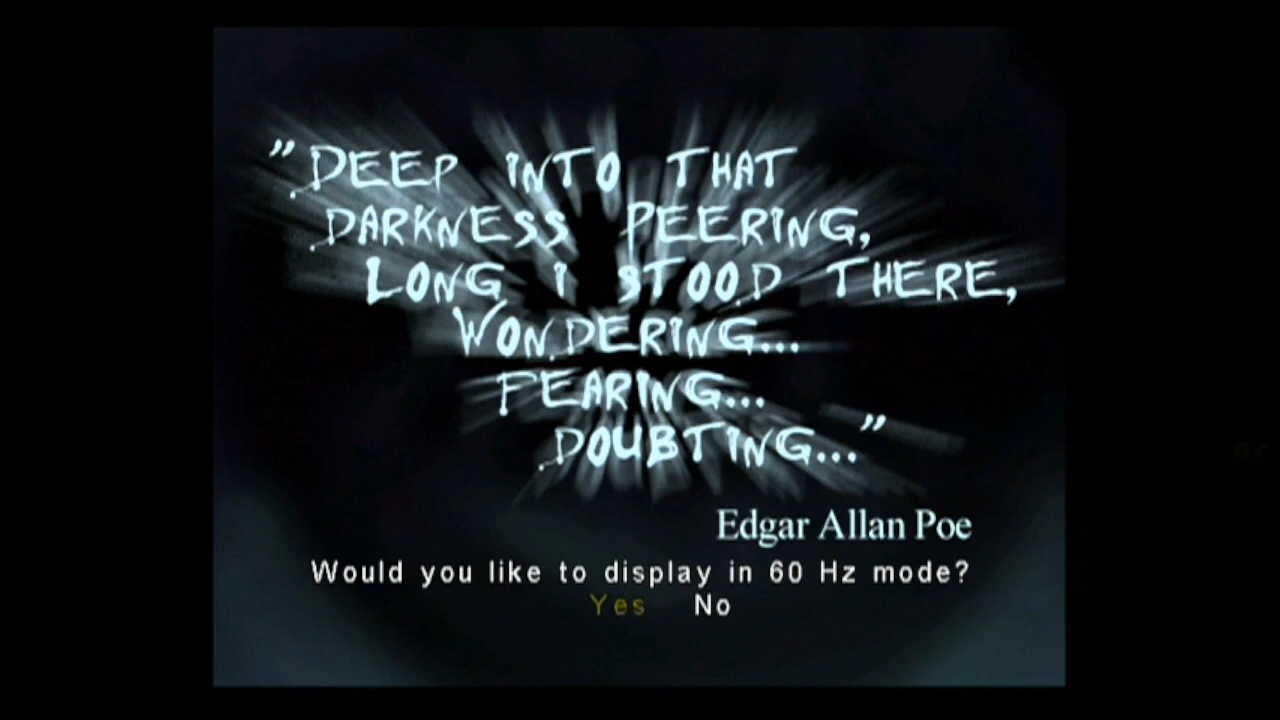 "DEEP INTO THAT
DARKNESS PEERING,
LONG I STOOD THERE,
WONDERING...
FEARING...
DOUBTING..."
Edgar Allan Poe
Would you like to display in 60 Hz mode?
Yes No